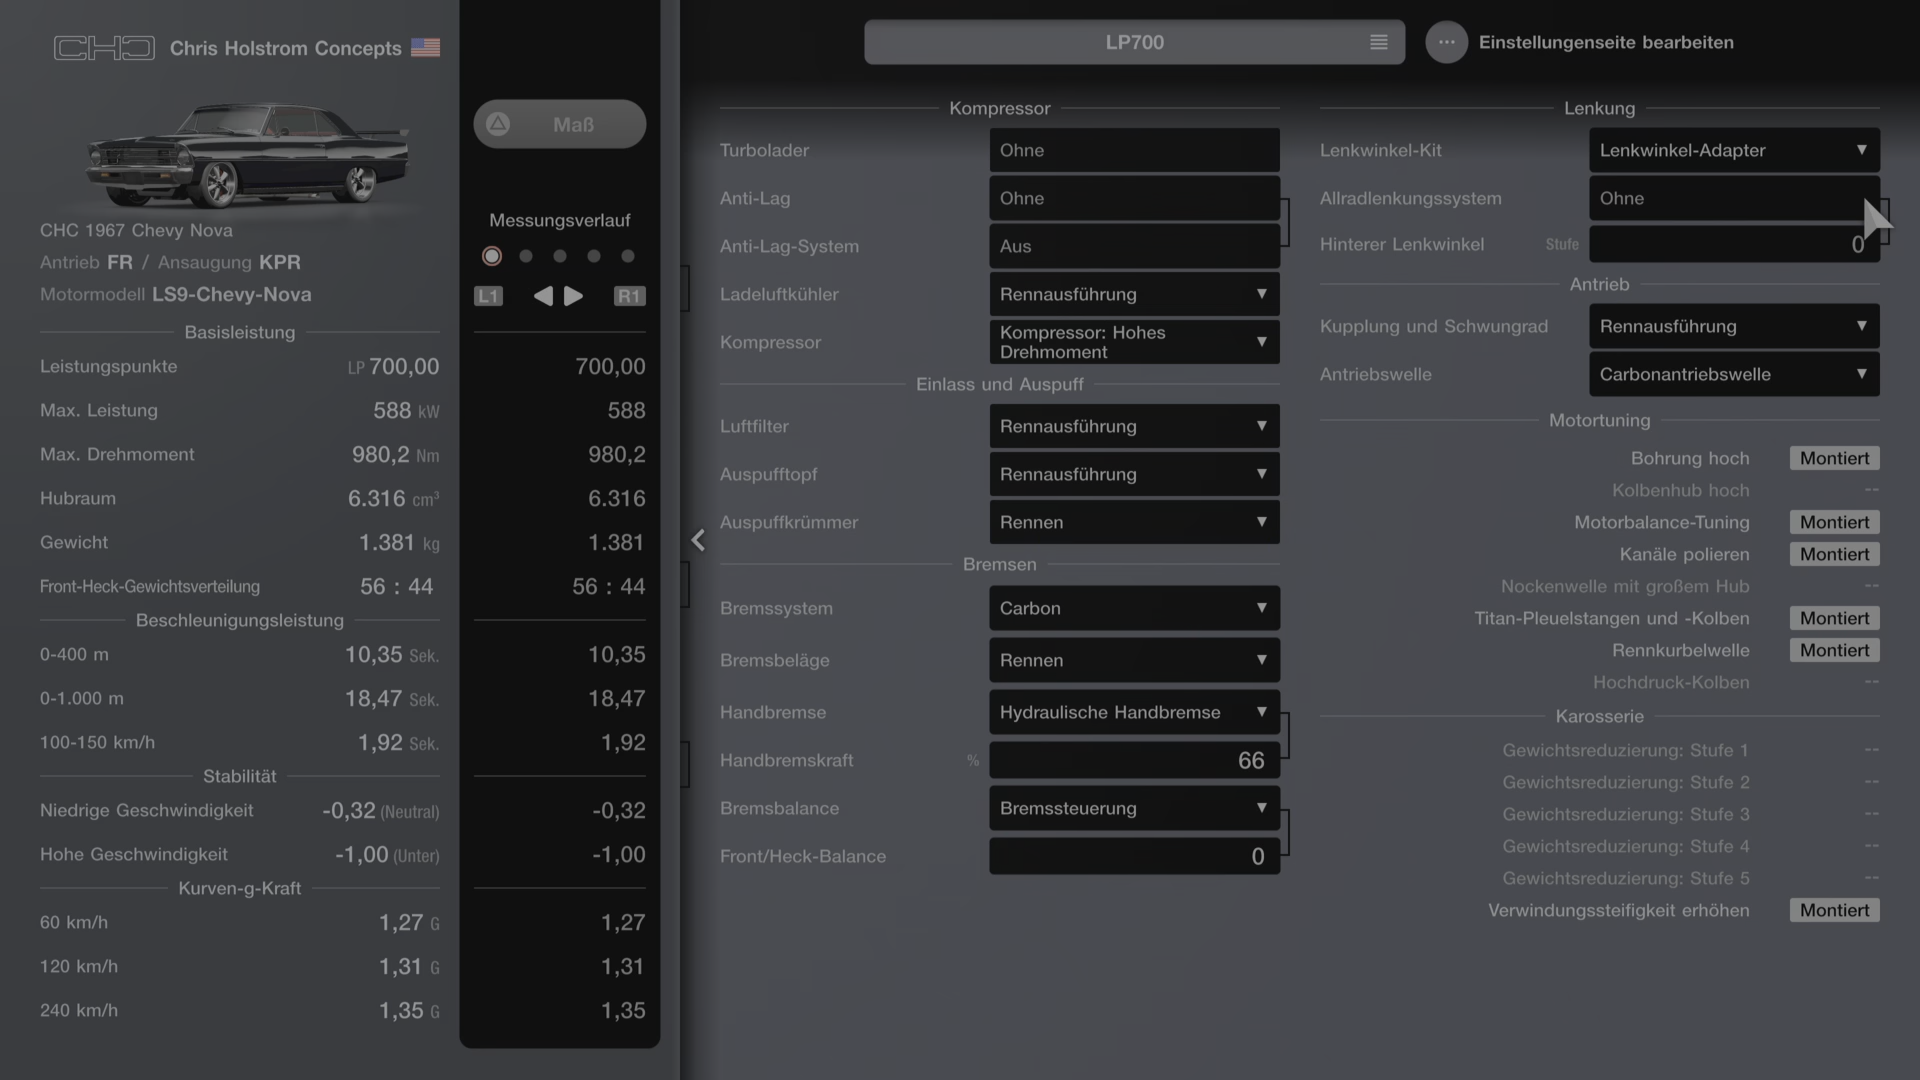 CHC Chris Holstrom Concepts
CHC 1967 Chevy Nova
Antrieb FR / Ansaugung KPR
Motormodell LS9-Chevy-Nova
Basisleistung
Leistungspunkte LP 700,00
Max. Leistung 588 kW
Max. Drehmoment 980,2 Nm
Hubraum 6.316 cm³
Gewicht 1.381 kg
Front-Heck-Gewichtsverteilung 56 : 44
Beschleunigungsleistung
0-400 m 10,35 Sek.
0-1.000 m 18,47 Sek.
100-150 km/h 1,92 Sek.
Stabilität
Niedrige Geschwindigkeit -0,32 (Neutral)
Hohe Geschwindigkeit -1,00 (Unter)
Kurven-g-Kraft
60 km/h 1,27 G
120 km/h 1,31 G
240 km/h 1,35 G
Maß
Messungsverlauf
L1 R1
700,00
588
980,2
6.316
1.381
56 : 44
10,35
18,47
1,92
-0,32
-1,00
1,27
1,31
1,35
LP700
Einstellungenseite bearbeiten
Kompressor
Turbolader Ohne
Anti-Lag Ohne
Anti-Lag-System Aus
Ladeluftkühler Rennausführung
Kompressor Kompressor: Hohes
Drehmoment
Einlass und Auspuff
Luftfilter Rennausführung
Auspufftopf Rennausführung
Auspuffkrümmer Rennen
Bremsen
Bremssystem Carbon
Bremsbeläge Rennen
Handbremse Hydraulische Handbremse
Handbremskraft % 66
Bremsbalance Bremssteuerung
Front/Heck-Balance 0
Lenkung
Lenkwinkel-Kit Lenkwinkel-Adapter
Allradlenkungssystem Ohne
Hinterer Lenkwinkel Stufe 0
Antrieb
Kupplung und Schwungrad Rennausführung
Antriebswelle Carbonantriebswelle
Motortuning
Bohrung hoch Montiert
Kolbenhub hoch --
Motorbalance-Tuning Montiert
Kanäle polieren Montiert
Nockenwelle mit großem Hub --
Titan-Pleuelstangen und -Kolben Montiert
Rennkurbelwelle Montiert
Hochdruck-Kolben --
Karosserie
Gewichtsreduzierung: Stufe 1 --
Gewichtsreduzierung: Stufe 2 --
Gewichtsreduzierung: Stufe 3 --
Gewichtsreduzierung: Stufe 4 --
Gewichtsreduzierung: Stufe 5 --
Verwindungssteifigkeit erhöhen Montiert